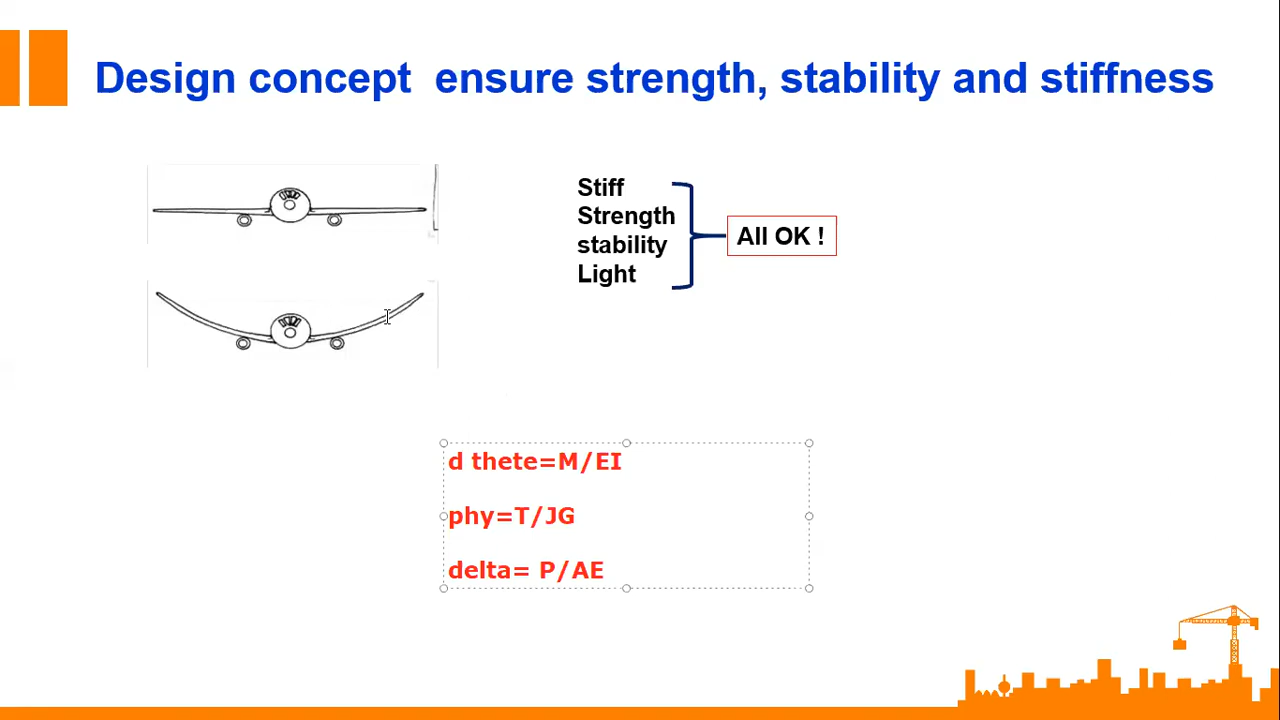 Design concept ensure strength, stability and stiffness
Stiff
Strength
stability
Light
All OK !
d thete=M/EI
phy=T/JG
delta= P/AE